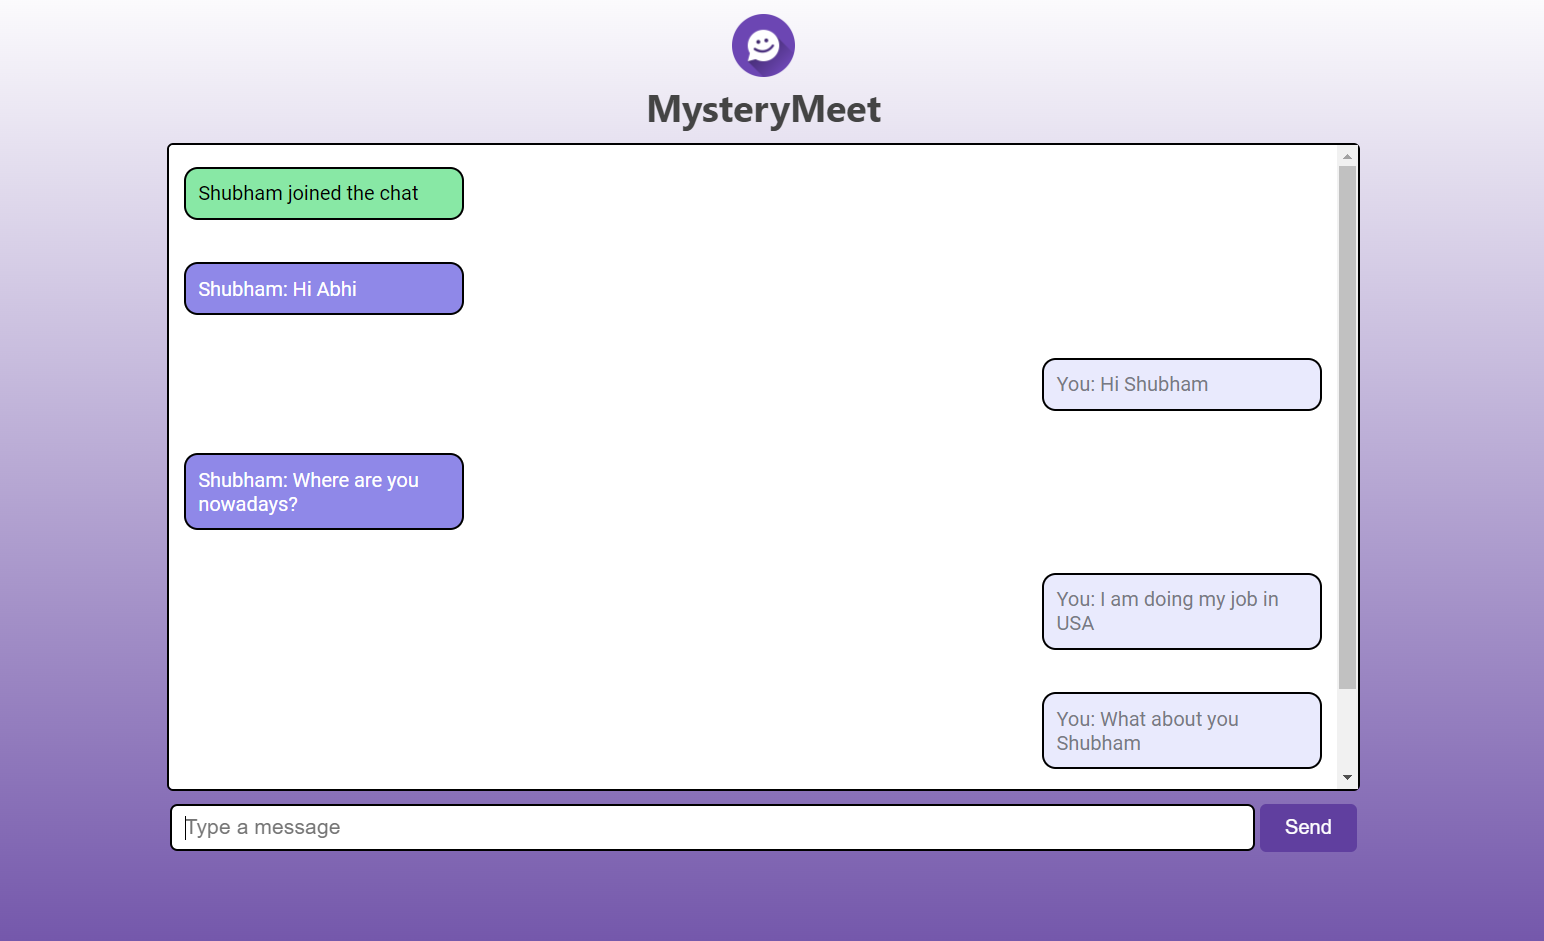 MysteryMeet
Shubham joined the chat
Shubham: Hi Abhi
You: Hi Shubham
Shubham: Where are you
nowadays?
You: I am doing my job in
USA
You: What about you
Shubham
Type a message
Send